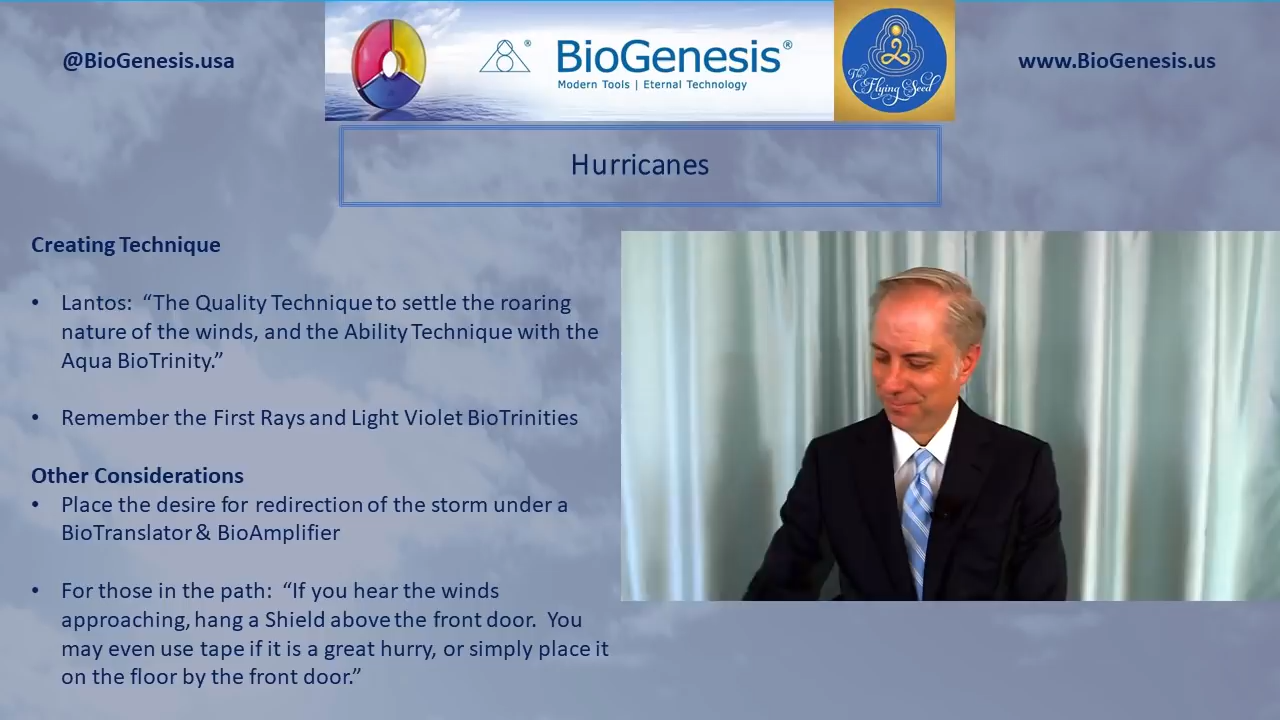 @BioGenesis.usa
BioGenesis®
Modern Tools | Eternal Technology
The Flying Seed
www.BioGenesis.us
Hurricanes
Creating Technique
• Lantos: “The Quality Technique to settle the roaring
nature of the winds, and the Ability Technique with the
Aqua BioTrinity.”
• Remember the First Rays and Light Violet BioTrinities
Other Considerations
• Place the desire for redirection of the storm under a
BioTranslator & BioAmplifier
• For those in the path: “If you hear the winds
approaching, hang a Shield above the front door. You
may even use tape if it is a great hurry, or simply place it
on the floor by the front door.”